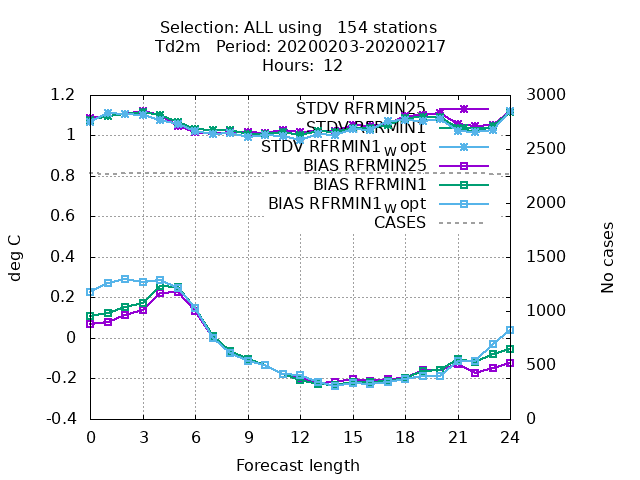 Selection: ALL using   154 stations
Td2m   Period: 20200203-20200217
Hours: 12
1.2
1
0.8
0.6
0.4
0.2
0
-0.2
-0.4
3000
2500
2000
1500
1000
500
0
STDV RFRMIN25
STDV RFRMIN1
STDV RFRMIN1W opt
BIAS RFRMIN25
BIAS RFRMIN1
BIAS RFRMIN1W opt
CASES
deg C
No cases
0 3 6 9 12 15 18 21 24
Forecast length